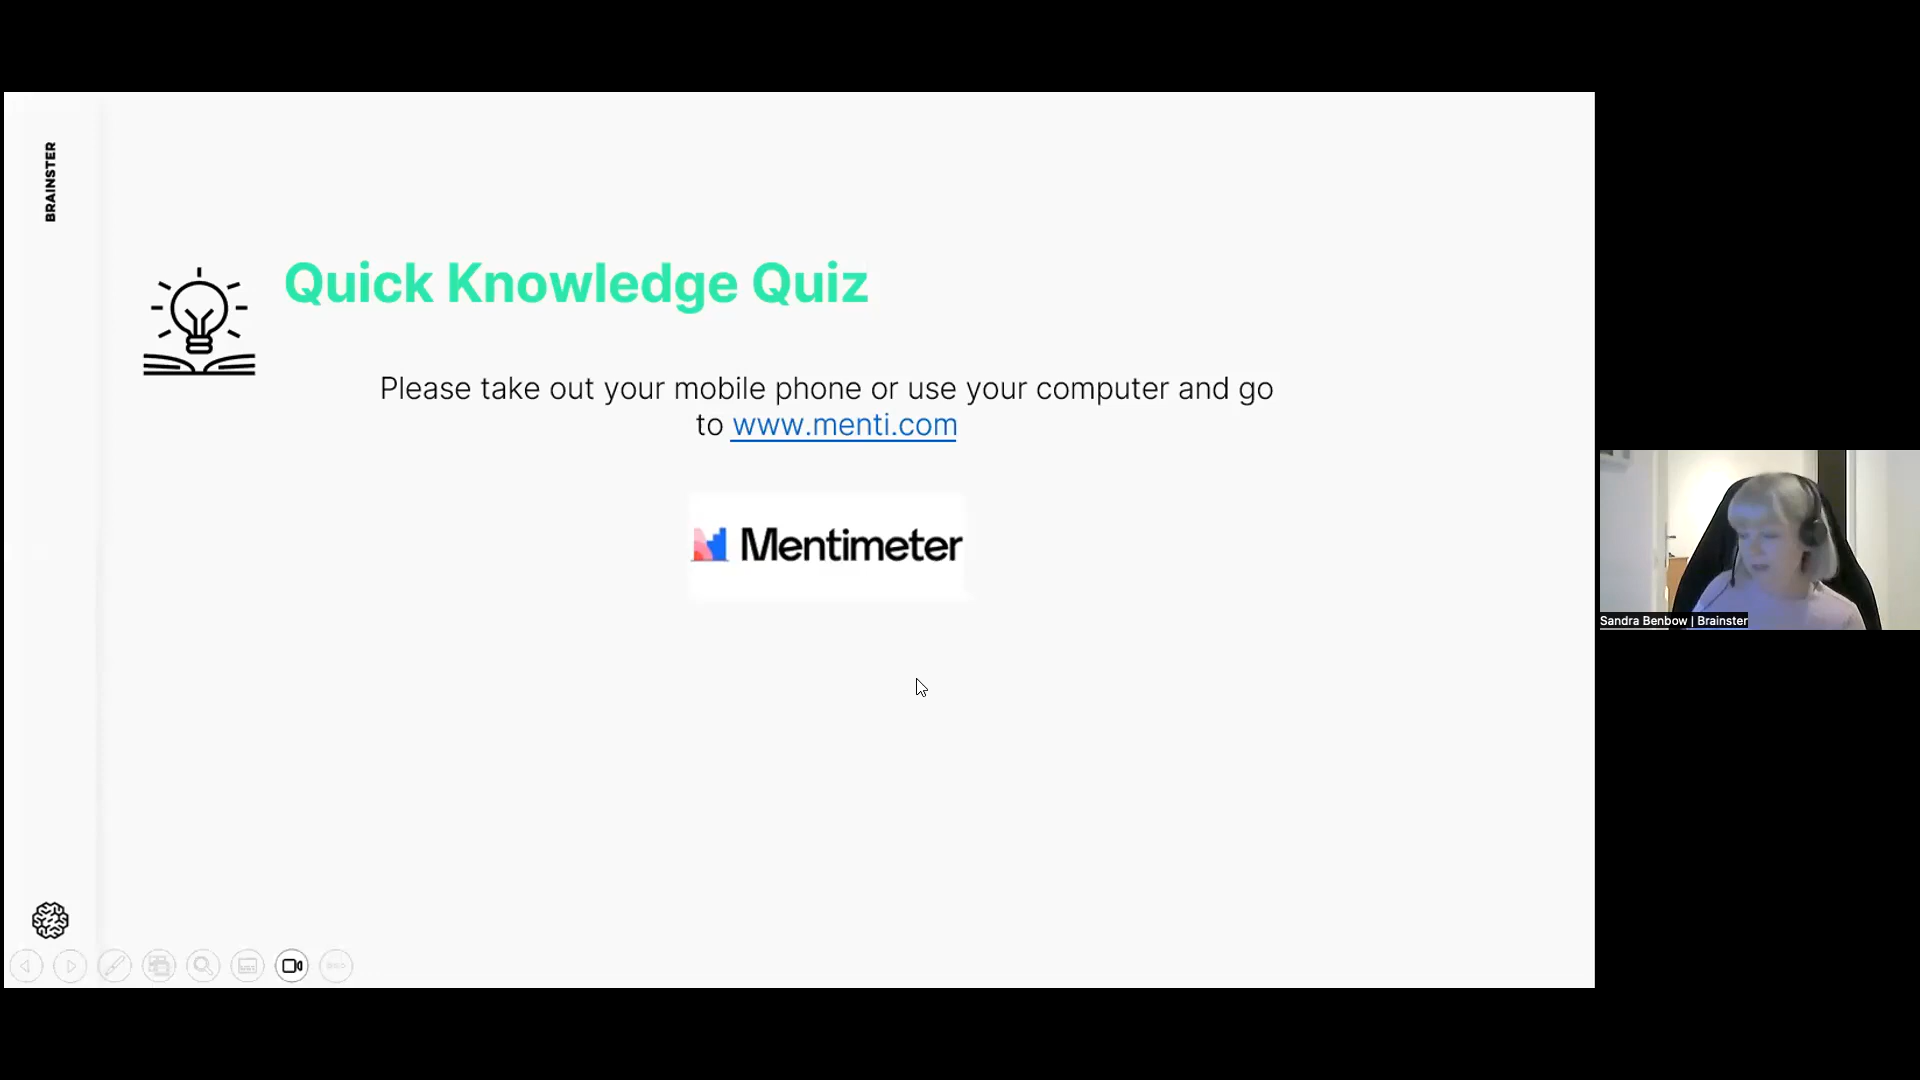 BRAINSTER
Quick Knowledge Quiz
Please take out your mobile phone or use your computer and go
to www.menti.com
Mentimeter
Sandra Benbow | Brainster